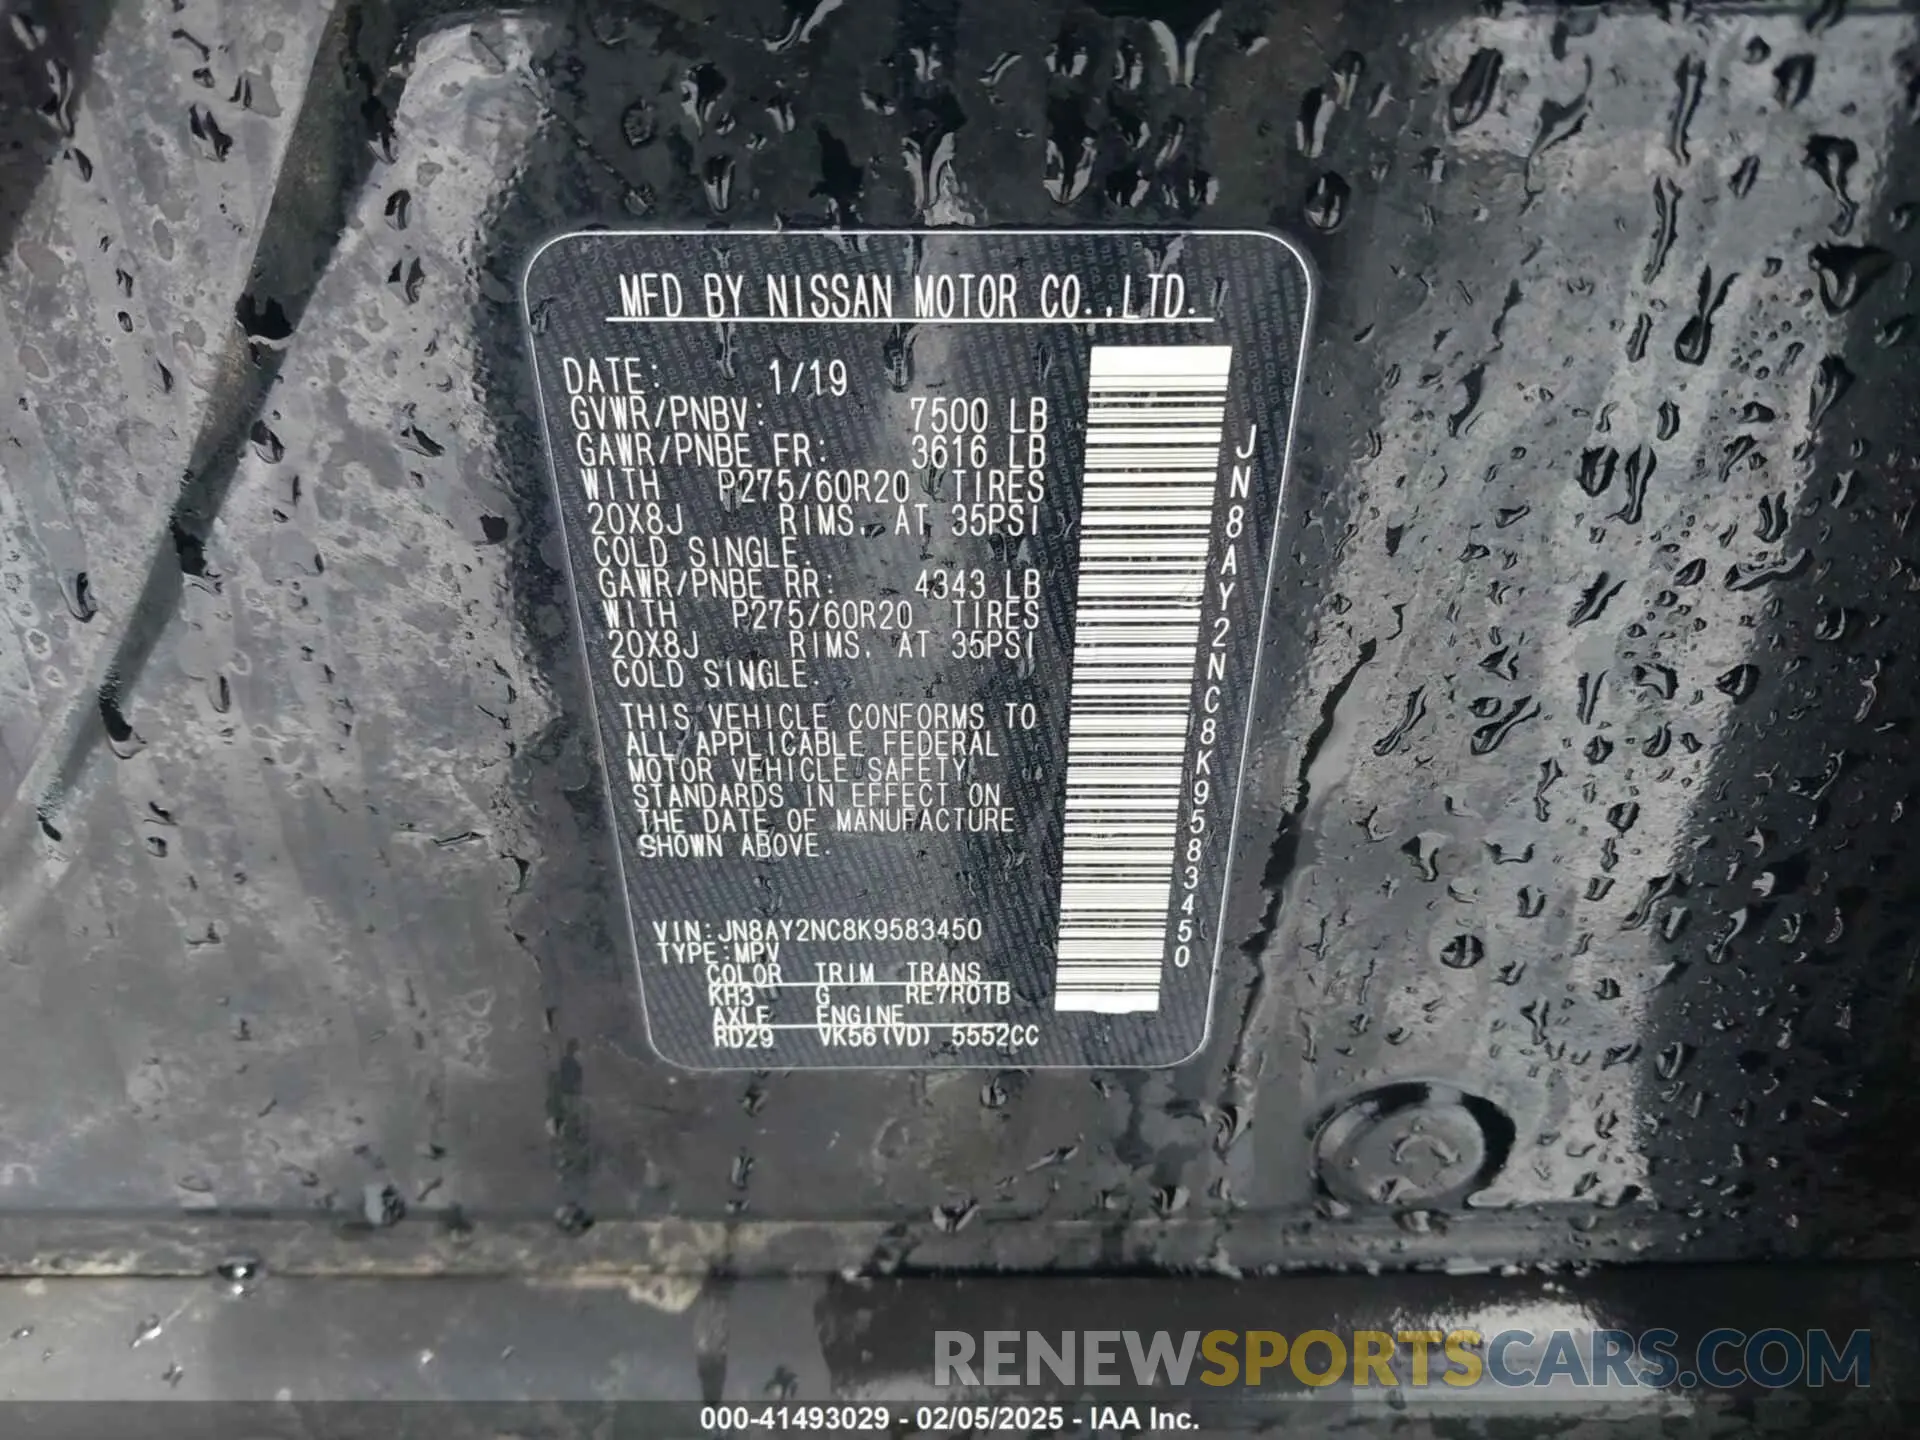 MFD BY NISSAN MOTOR CO.,LTD.
DATE: 1/19
GVWR/PNBV: 7500 LB
GAWR/PNBE FR: 3616 LB
WITH P275/60R20 TIRES
20X8J RIMS, AT 35PSI
COLD SINGLE.
GAWR/PNBE RR: 4343 LB
WITH P275/60R20 TIRES
20X8J RIMS, AT 35PSI
COLD SINGLE.
THIS VEHICLE CONFORMS TO
ALL APPLICABLE FEDERAL
MOTOR VEHICLE SAFETY
STANDARDS IN EFFECT ON
THE DATE OF MANUFACTURE
SHOWN ABOVE.
VIN:JN8AY2NC8K9583450
TYPE:MPV
COLOR TRIM TRANS
KH3 G RE7R01B
AXLE ENGINE
RD29 VK56(VD) 5552CC
JN8AY2NC8K9583450
RENEWSPORTSCARS.COM
000-41493029 - 02/05/2025 - IAA Inc.